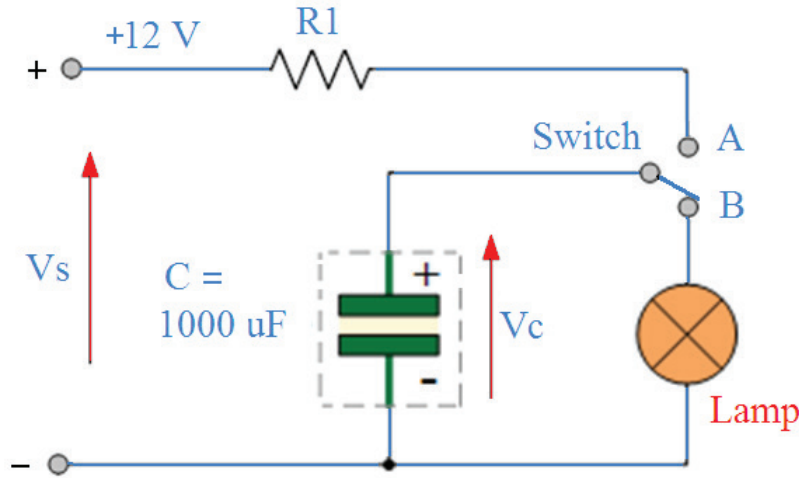 +12 V
R1
+
A
Switch
B
Vs
C =
1000 uF
+
-
Vc
Lamp
-